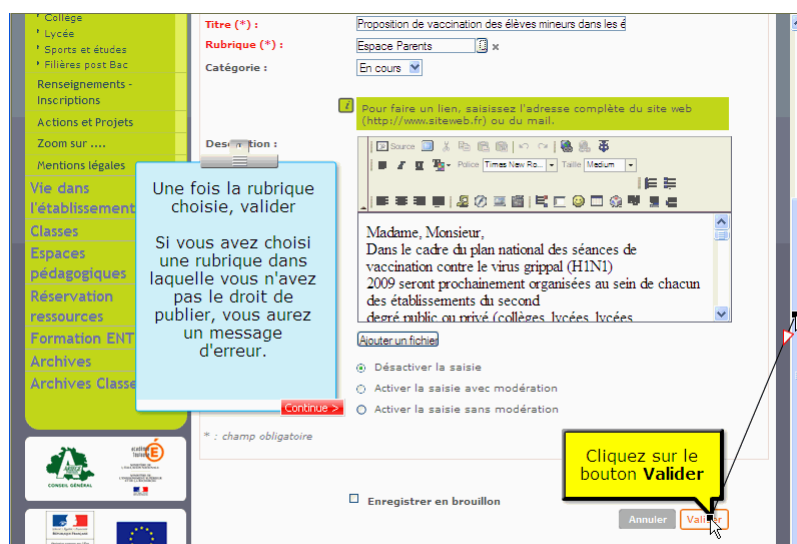 Collège
Lycée
Sports et études
Filières post Bac
Renseignements -
Inscriptions
Actions et Projets
Zoom sur ....
Mentions légales
Vie dans
l'établissement
Classes
Espaces
pédagogiques
Réservation
ressources
Formation ENT
Archives
Archives Classe
CONSEIL GÉNÉRAL
Titre (*) :
Proposition de vaccination des élèves mineurs dans les é
Rubrique (*) :
Espace Parents
x
Catégorie :
En cours
i
Pour faire un lien, saisissez l'adresse complète du site web
(http://www.siteweb.fr) ou du mail.
Source
Police Times New Ro... Taille Medium
Madame, Monsieur,
Dans le cadre du plan national des séances de
vaccination contre le virus grippal (H1N1)
2009 seront prochainement organisées au sein de chacun
des établissements du second
degré public ou privé (collèges, lycées, lycées
Ajouter un fichier
Désactiver la saisie
Activer la saisie avec modération
Activer la saisie sans modération
* : champ obligatoire
Enregistrer en brouillon
Annuler
Une fois la rubrique
choisie, valider
Si vous avez choisi
une rubrique dans
laquelle vous n'avez
pas le droit de
publier, vous aurez
un message
d'erreur.
Continue >
Cliquez sur le
bouton Valider